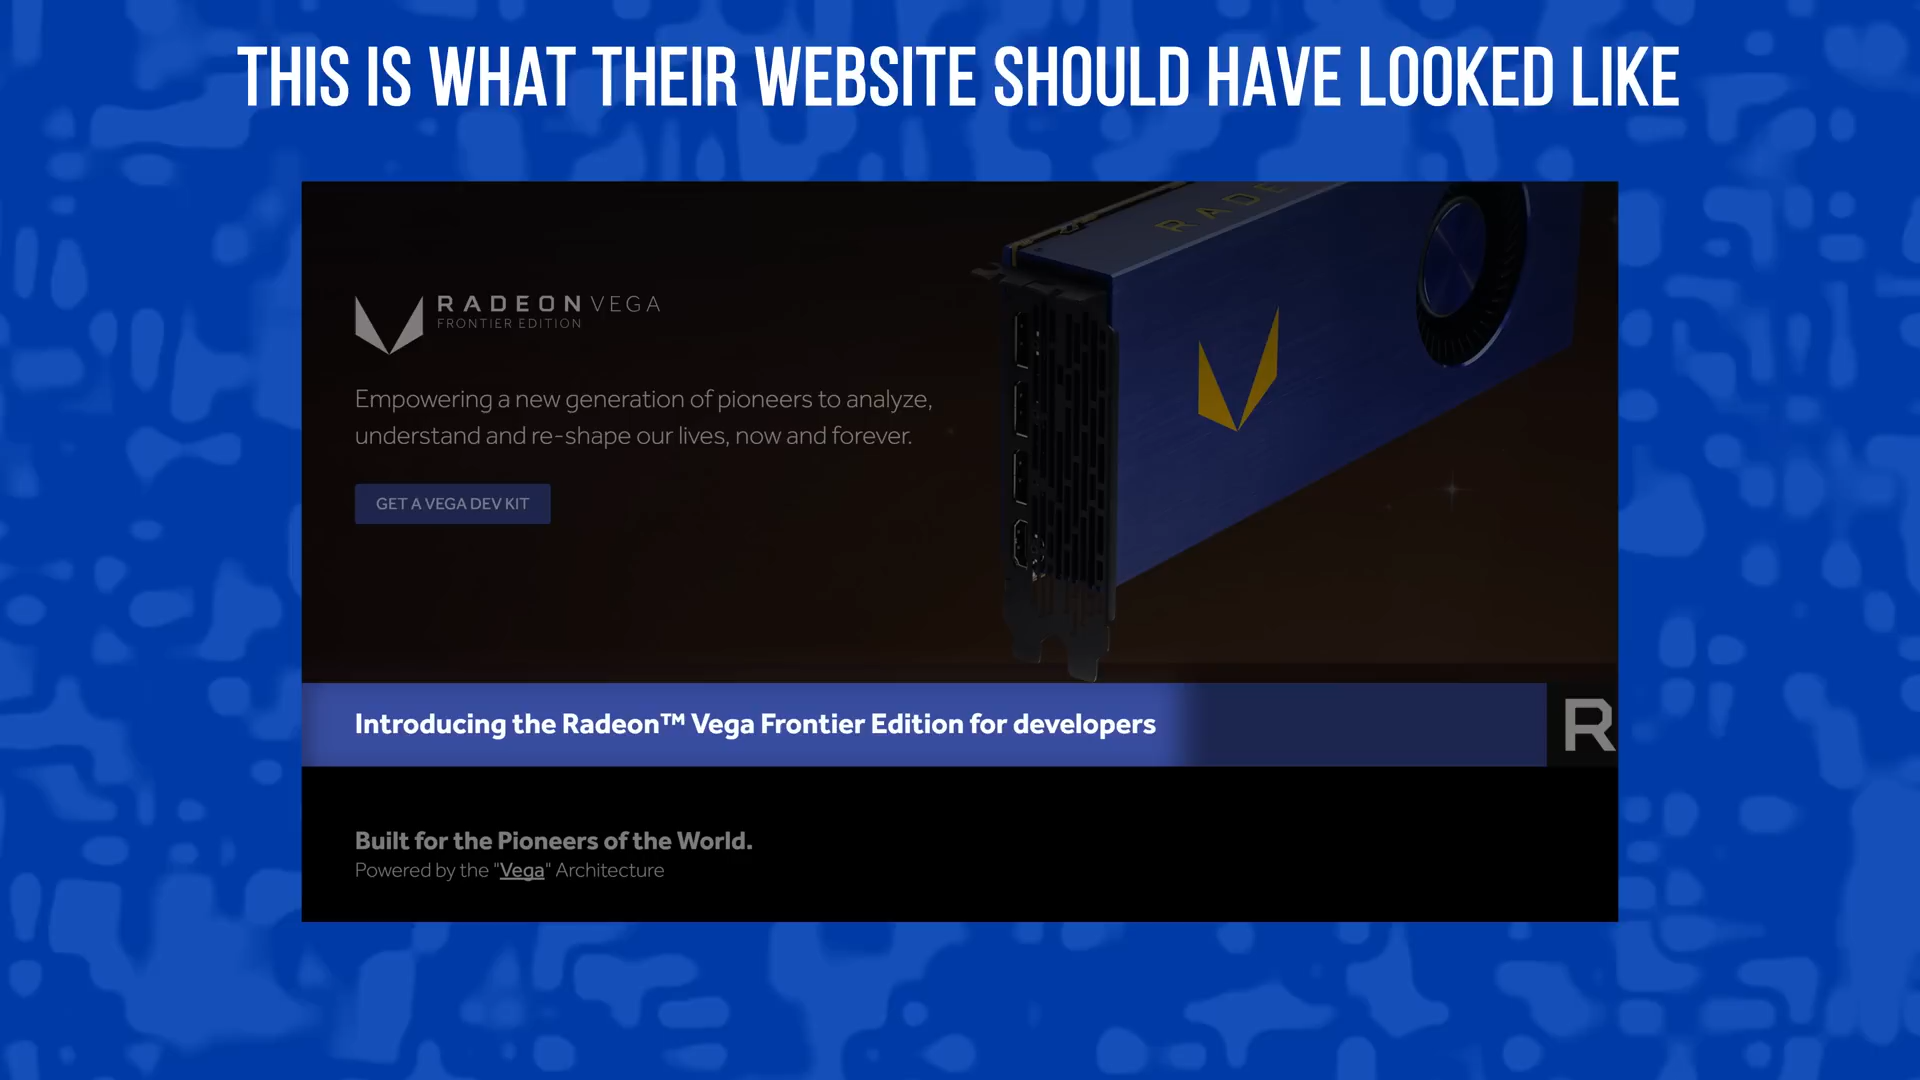 THIS IS WHAT THEIR WEBSITE SHOULD HAVE LOOKED LIKE
RADE
RADEON VEGA
FRONTIER EDITION
Empowering a new generation of pioneers to analyze,
understand and re-shape our lives, now and forever.
GET A VEGA DEV KIT
Introducing the Radeon™ Vega Frontier Edition for developers
R
Built for the Pioneers of the World.
Powered by the "Vega" Architecture